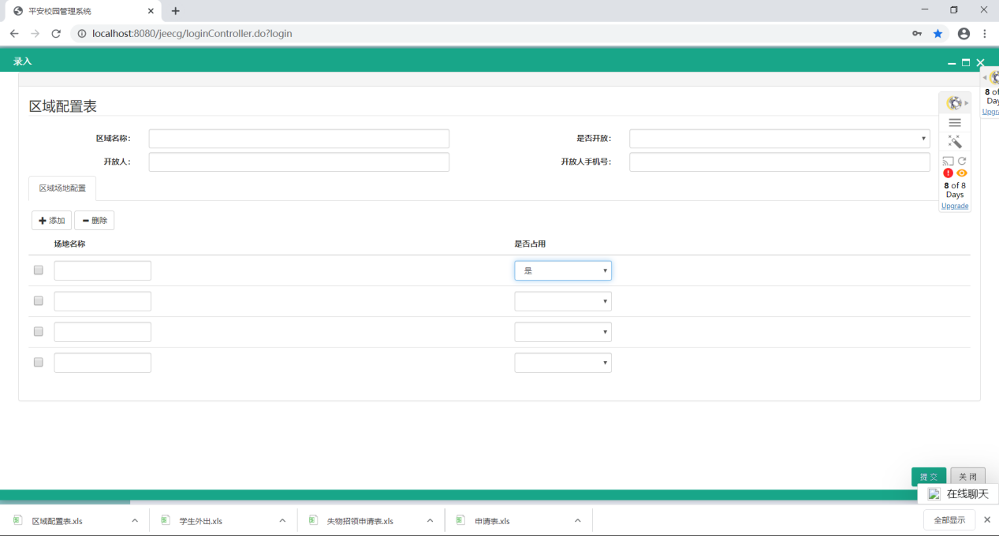 平安校园管理系统
localhost:8080/jeecg/loginController.do?login
录入
8 of
Day
Upgra
区域配置表
区域名称：
是否开放：
开放人：
开放人手机号：
8 of 8
Days
Upgrade
区域场地配置
添加 删除
场地名称 是否占用
是
提 交 关 闭
在线聊天
区域配置表.xls 学生外出.xls 失物招领申请表.xls 申请表.xls 全部显示